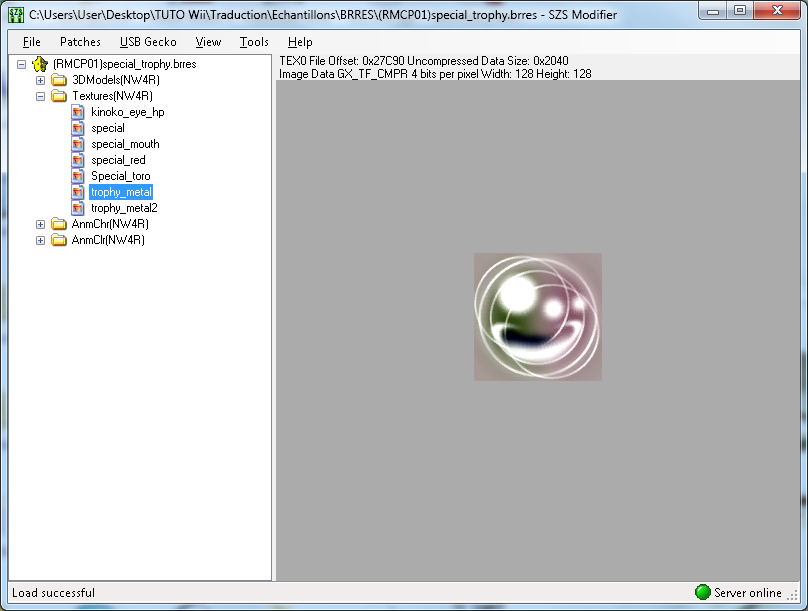 C:\Users\User\Desktop\TUTO Wii\Traduction\Echantillons\BRRES\(RMCP01)special_trophy.brres - SZS Modifier
File Patches USB Gecko View Tools Help
(RMCP01)special_trophy.brres
3DModels(NW4R)
Textures(NW4R)
kinoko_eye_hp
special
special_mouth
special_red
Special_toro
trophy_metal
trophy_metal2
AnmChr(NW4R)
AnmClr(NW4R)
TEX0 File Offset: 0x27C90 Uncompressed Data Size: 0x2040
Image Data GX_TF_CMPR 4 bits per pixel Width: 128 Height: 128
Load successful
Server online